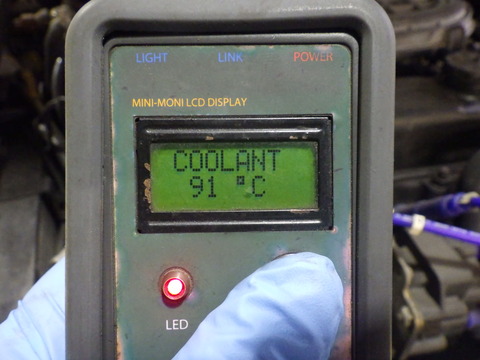 LIGHT LINK POWER
MINI-MONI LCD DISPLAY
COOLANT
91 °C
LED